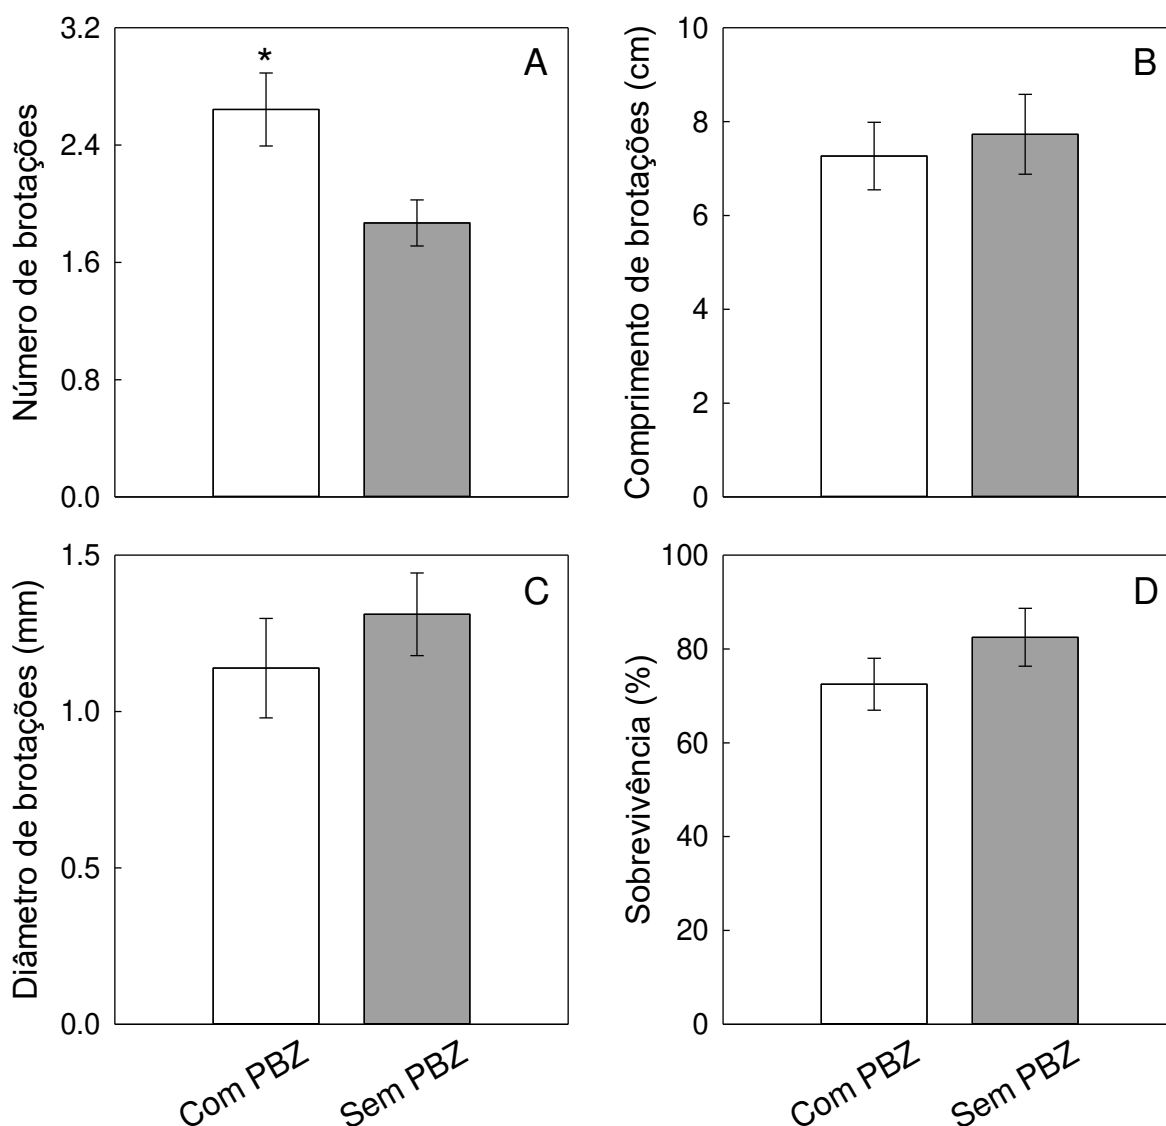 Número de brotações
3.2
2.4
1.6
0.8
0.0
*
A
Comprimento de brotações (cm)
10
8
6
4
2
0
B
Diâmetro de brotações (mm)
1.5
1.0
0.5
0.0
C
Com PBZ
Sem PBZ
Sobrevivência (%)
100
80
60
40
20
0
D
Com PBZ
Sem PBZ